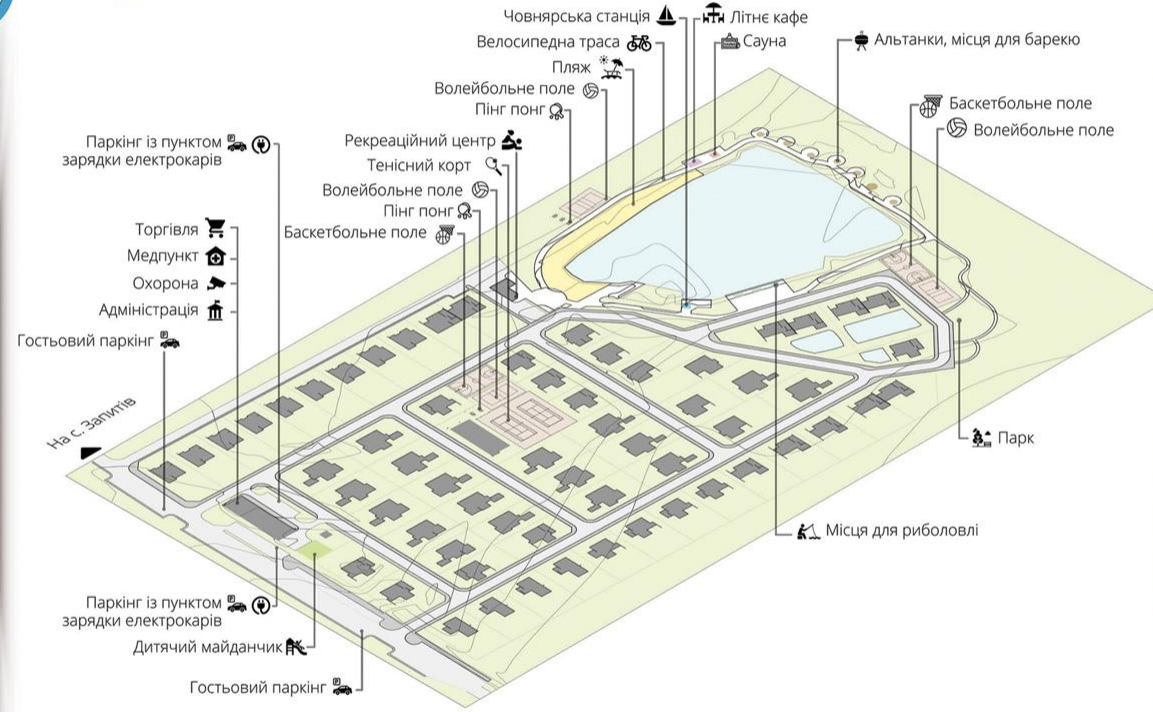 Човнярська станція
Літнє кафе
Велосипедна траса
Сауна
Альтанки, місця для барекю
Пляж
Волейбольне поле
Пінг понг
Баскетбольне поле
Волейбольне поле
Паркінг із пунктом
зарядки електрокарів
Рекреаційний центр
Тенісний корт
Волейбольне поле
Пінг понг
Баскетбольне поле
Торгівля
Медпункт
Охорона
Адміністрація
Гостьовий паркінг
На с. Запитів
Парк
Місця для риболовлі
Паркінг із пунктом
зарядки електрокарів
Дитячий майданчик
Гостьовий паркінг